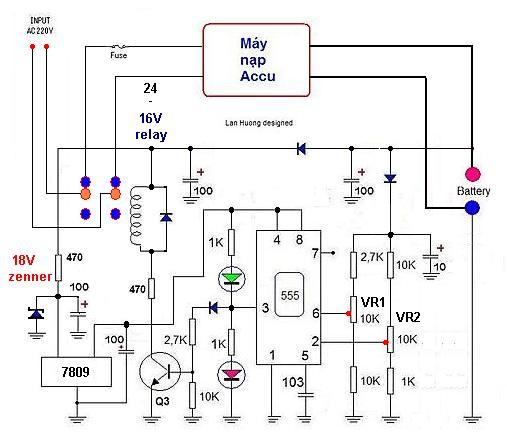 INPUT
AC220V
Fuse
Máy
nạp
Accu
24
-
16V
relay
Lan Huong designed
100
100
Battery
18V
zenner
470
100
470
1K
4 8
7
2,7K
10K
10
555
3
6
VR1
10K
VR2
2
10K
100
2,7K
1K
7809
1
5
103
10K
1K
10K
Q3